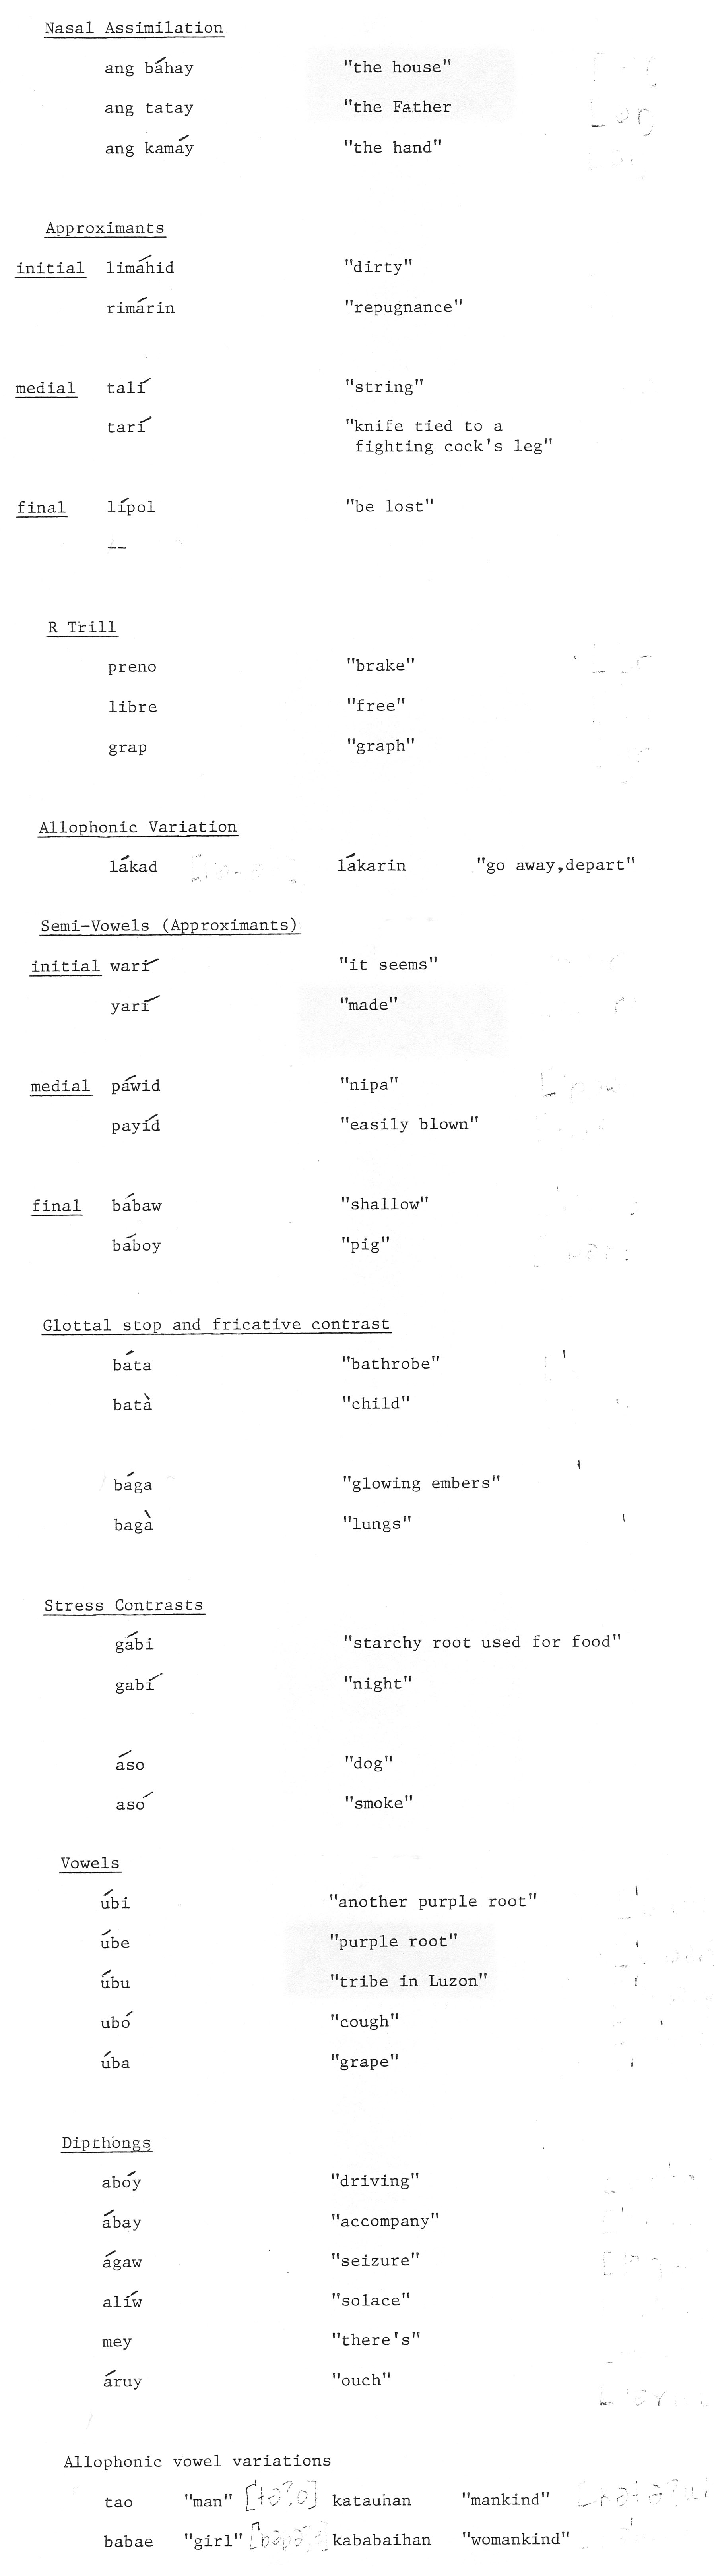 Nasal Assimilation
ang báhay "the house"
ang tatay "the Father
ang kamáy "the hand"
Approximants
initial limáhid "dirty"
rimárin "repugnance"
medial talí "string"
tarí "knife tied to a
fighting cock's leg"
final lípol "be lost"
--
R Trill
preno "brake"
libre "free"
grap "graph"
Allophonic Variation
lákad lákarin "go away,depart"
Semi-Vowels (Approximants)
initial warí "it seems"
yarí "made"
medial páwid "nipa"
payíd "easily blown"
final bábaw "shallow"
báboy "pig"
Glottal stop and fricative contrast
báta "bathrobe"
batà "child"
bága "glowing embers"
bagà "lungs"
Stress Contrasts
gábi "starchy root used for food"
gabí "night"
áso "dog"
asó "smoke"
Vowels
úbi "another purple root"
úbe "purple root"
úbu "tribe in Luzon"
ubó "cough"
úba "grape"
Dipthongs
abóy "driving"
ábay "accompany"
ágaw "seizure"
alíw "solace"
mey "there's"
áruy "ouch"
Allophonic vowel variations
tao "man" [taʔo] katauhan "mankind"
babae "girl" kababaihan "womankind"